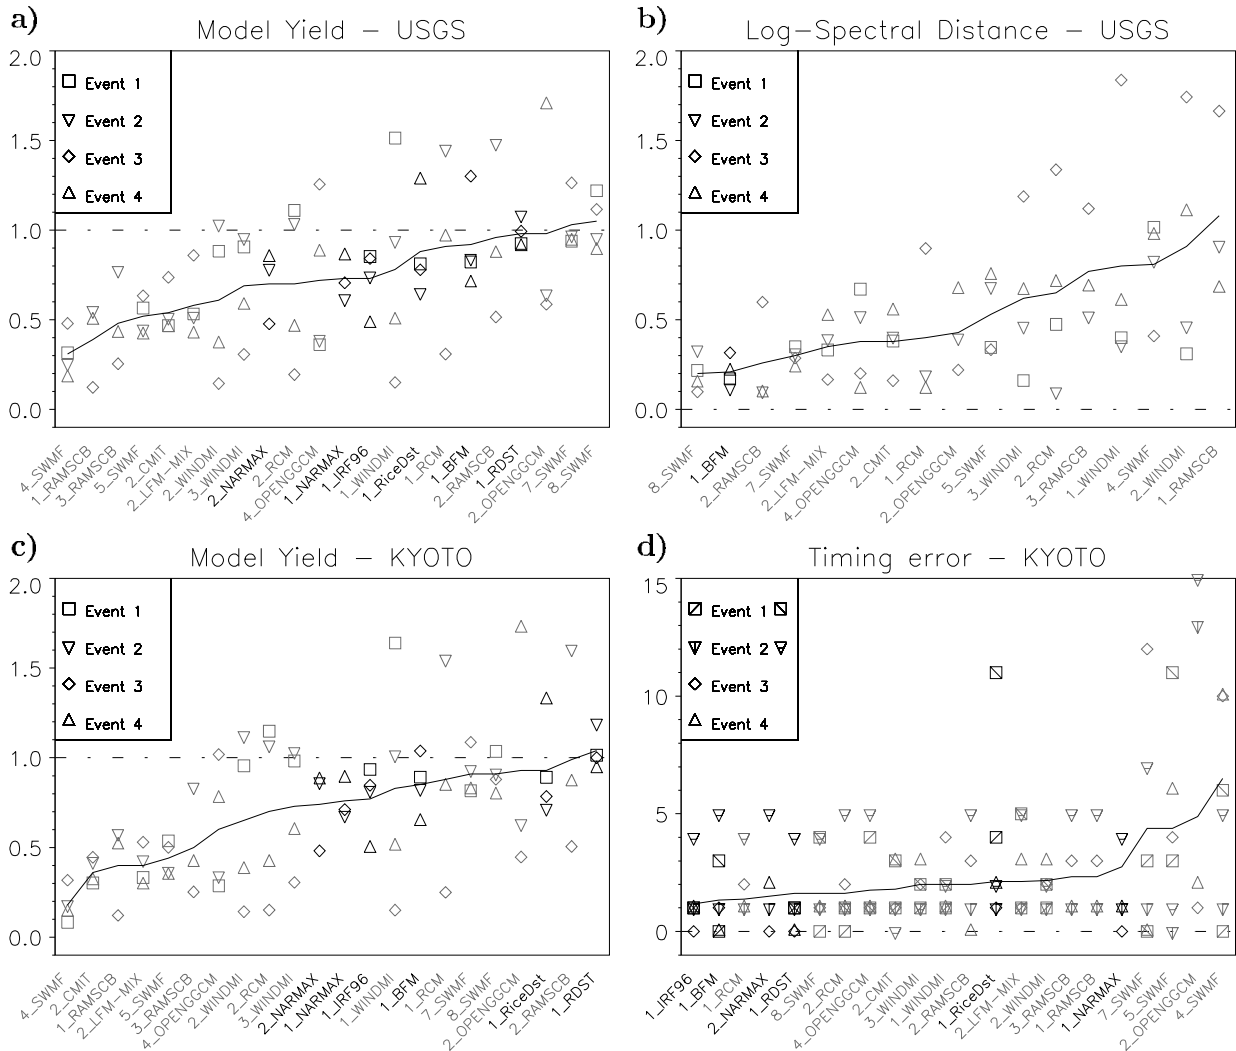 a)
Model Yield – USGS
2.0
1.5
1.0
0.5
0.0
Event 1
Event 2
Event 3
Event 4
4_SWMF
1_RAMSCB
3_RAMSCB
5_SWMF
2_CMIT
2_LFM-MIX
2_WINDMI
3_WINDMI
2_NARMAX
2_RCM
4_OPENGGCM
1_NARMAX
1_IRF96
1_WINDMI
1_RiceDst
1_RCM
1_BFM
2_RAMSCB
1_RDST
2_OPENGGCM
7_SWMF
8_SWMF
b)
Log-Spectral Distance – USGS
2.0
1.5
1.0
0.5
0.0
Event 1
Event 2
Event 3
Event 4
8_SWMF
1_BFM
2_RAMSCB
7_SWMF
2_LFM-MIX
4_OPENGGCM
2_CMIT
1_RCM
2_OPENGGCM
5_SWMF
3_WINDMI
2_RCM
3_RAMSCB
1_WINDMI
4_SWMF
2_WINDMI
1_RAMSCB
c)
Model Yield – KYOTO
2.0
1.5
1.0
0.5
0.0
Event 1
Event 2
Event 3
Event 4
4_SWMF
2_CMIT
1_RAMSCB
2_LFM-MIX
5_SWMF
3_RAMSCB
4_OPENGGCM
2_WINDMI
2_RCM
3_WINDMI
2_NARMAX
1_NARMAX
1_IRF96
1_WINDMI
1_BFM
1_RCM
7_SWMF
8_SWMF
2_OPENGGCM
1_RiceDst
2_RAMSCB
1_RDST
d)
Timing error – KYOTO
15
10
5
0
Event 1
Event 2
Event 3
Event 4
1_IRF96
1_BFM
1_RCM
2_NARMAX
1_RDST
8_SWMF
2_RCM
4_OPENGGCM
2_CMIT
3_WINDMI
1_WINDMI
2_RAMSCB
1_RiceDst
2_LFM-MIX
2_WINDMI
3_RAMSCB
1_RAMSCB
1_NARMAX
7_SWMF
5_SWMF
2_OPENGGCM
4_SWMF